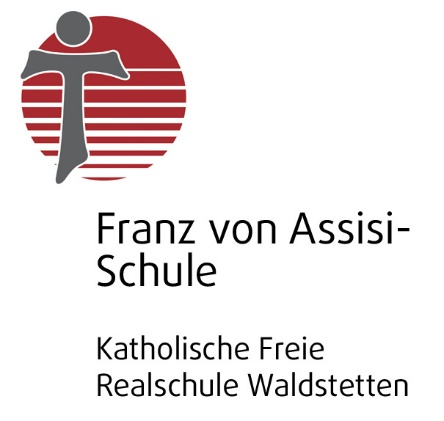 Franz von Assisi-
Schule
Katholische Freie
Realschule Waldstetten